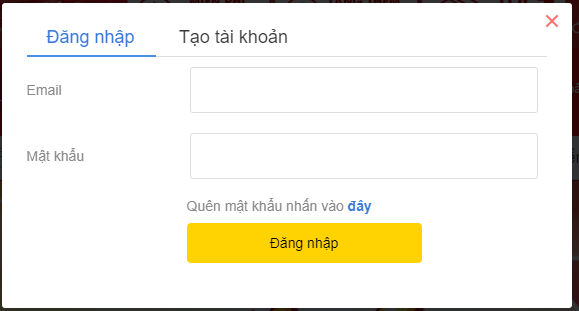 Đăng nhập
Tạo tài khoản
Email
Mật khẩu
Quên mật khẩu nhấn vào đây
Đăng nhập